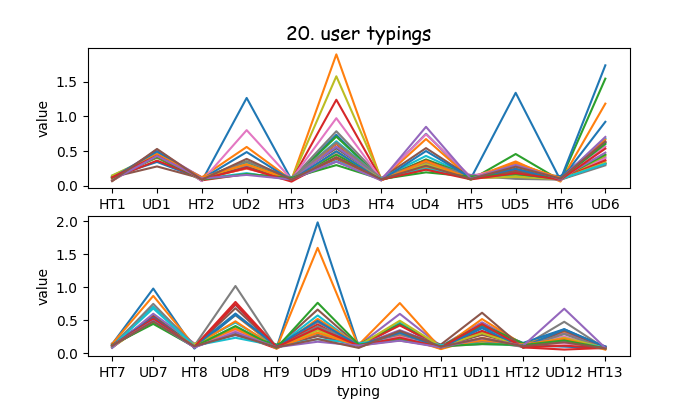 20. user typings
value
1.5
1.0
0.5
0.0
HT1 UD1 HT2 UD2 HT3 UD3 HT4 UD4 HT5 UD5 HT6 UD6
value
2.0
1.5
1.0
0.5
0.0
HT7 UD7 HT8 UD8 HT9 UD9 HT10 UD10 HT11 UD11 HT12 UD12 HT13
typing